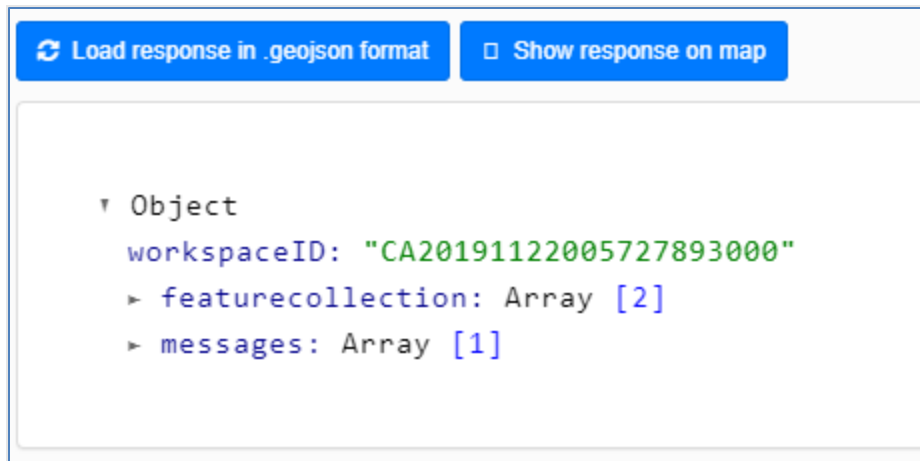 Load response in .geojson format
Show response on map
Object
workspaceID: "CA20191122005727893000"
featurecollection: Array [2]
messages: Array [1]